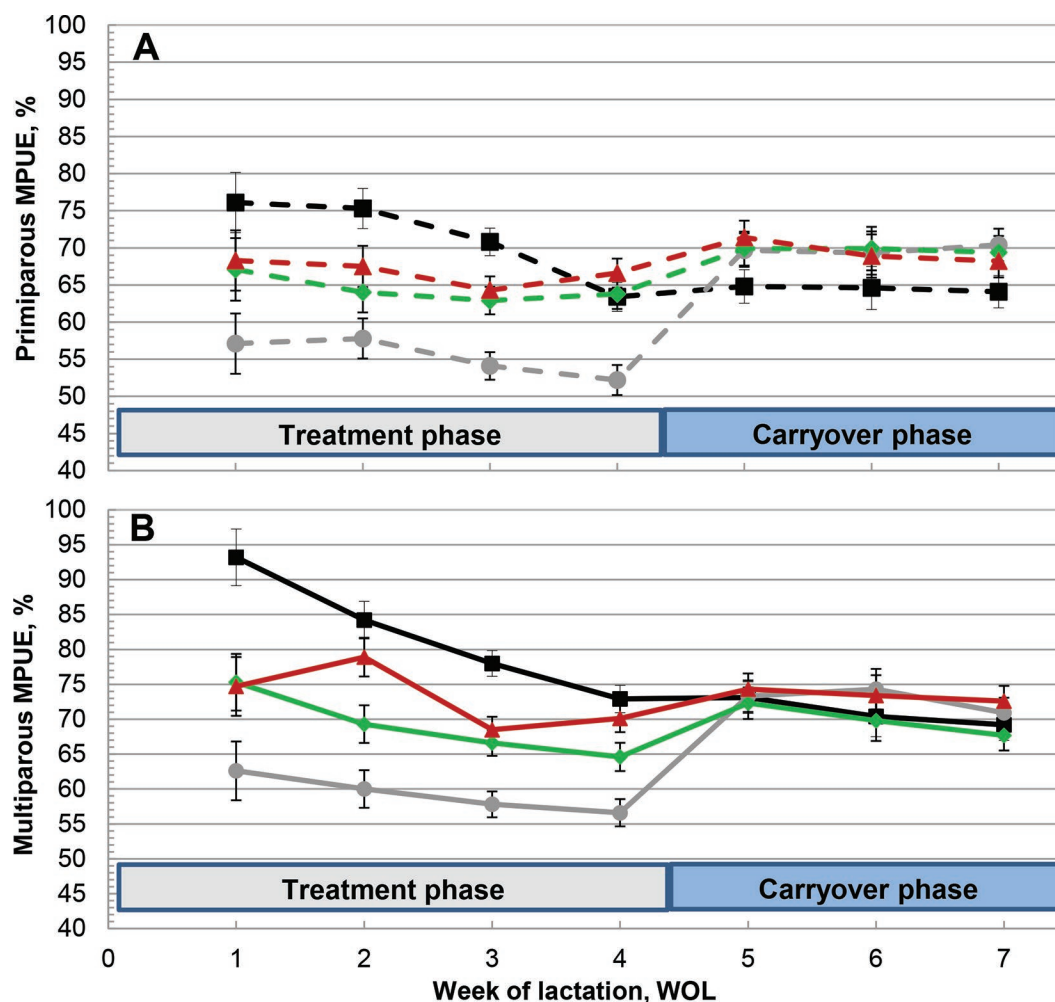 A
Primiparous MPUE, %
100
95
90
85
80
75
70
65
60
55
50
45
40
Treatment phase
Carryover phase
B
Multiparous MPUE, %
100
95
90
85
80
75
70
65
60
55
50
45
40
Treatment phase
Carryover phase
0 1 2 3 4 5 6 7
Week of lactation, WOL